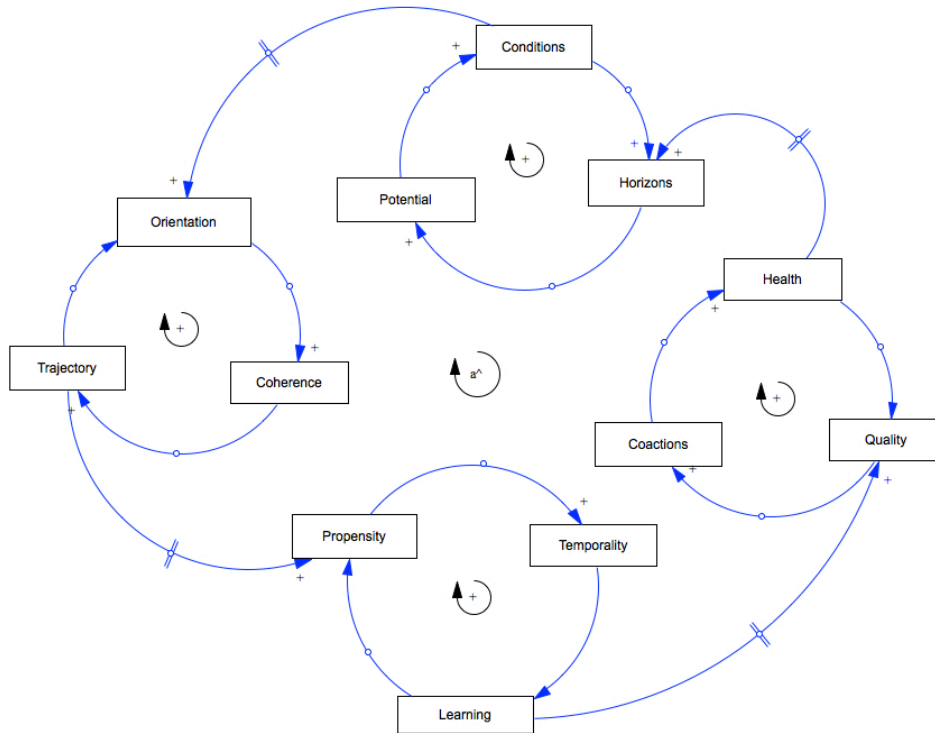 Conditions
+
+
+
+
Horizons
+
Potential
+
Orientation
+
Health
+
+
+
Trajectory
Coherence
a^
+
+
Coactions
Quality
+
+
+
Propensity
Temporality
+
+
Learning